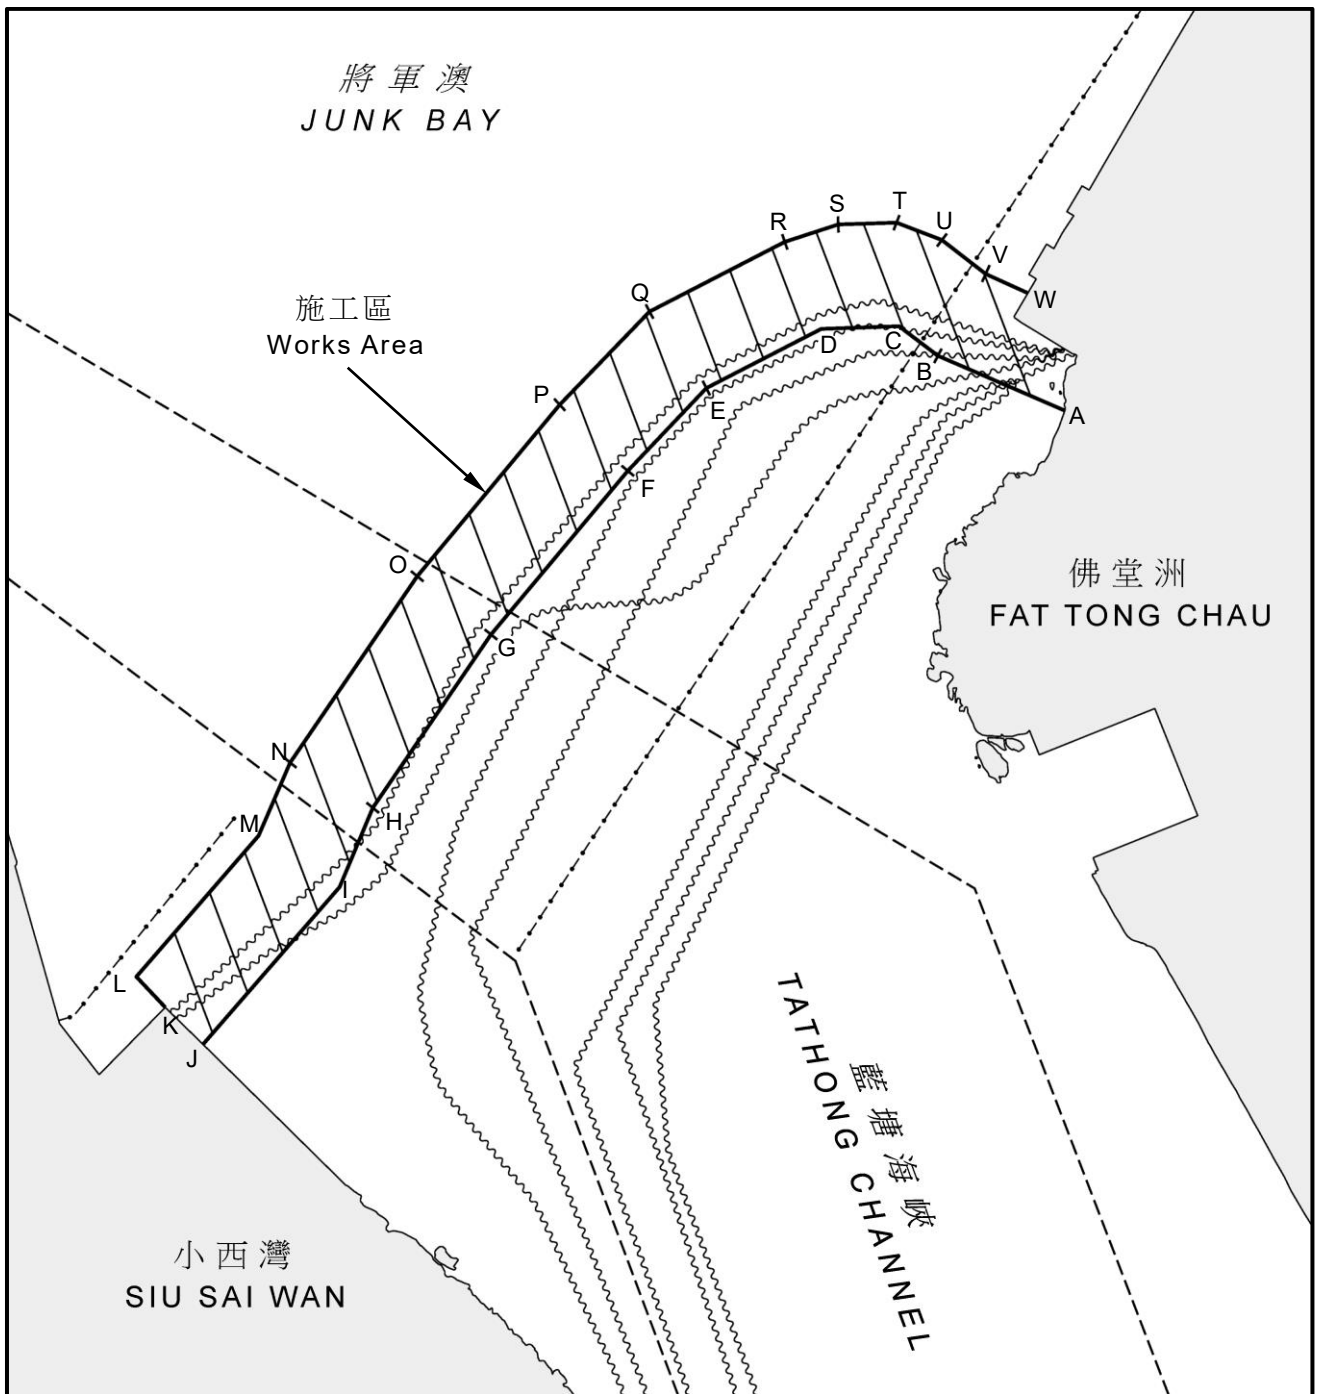 將軍澳
JUNK BAY
施工區
Works Area
R
S
T
U
V
W
Q
P
D
C
B
A
E
F
O
G
N
M
H
I
L
K
J
佛堂洲
FAT TONG CHAU
藍塘海峽
TATHONG CHANNEL
小西灣
SIU SAI WAN